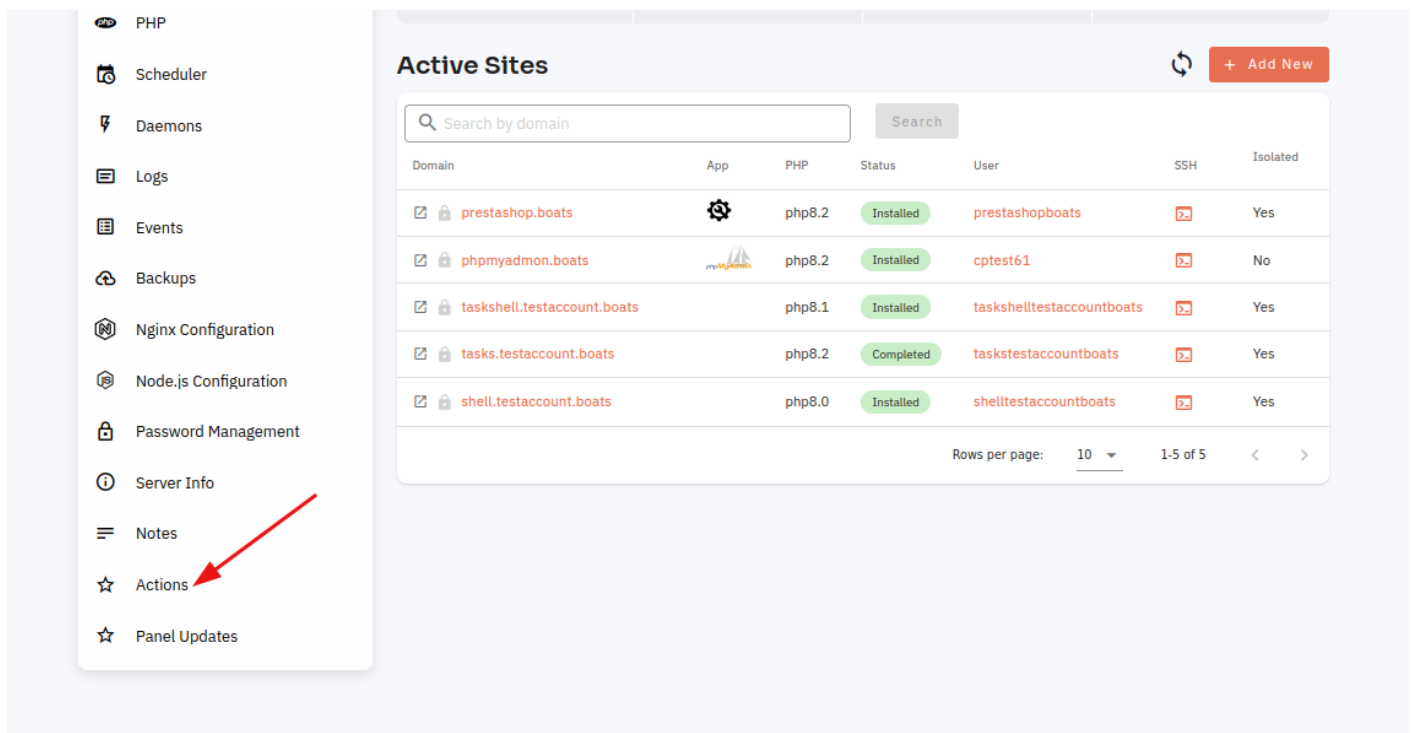 PHP
Scheduler
Daemons
Logs
Events
Backups
Nginx Configuration
Node.js Configuration
Password Management
Server Info
Notes
Actions
Panel Updates
Active Sites
+ Add New
Search by domain
Search
Domain App PHP Status User SSH Isolated
prestashop.boats php8.2 Installed prestashopboats Yes
phpmyadmon.boats phpMyAdmin php8.2 Installed cptest61 No
taskshell.testaccount.boats php8.1 Installed taskshelltestaccountboats Yes
tasks.testaccount.boats php8.2 Completed taskstestaccountboats Yes
shell.testaccount.boats php8.0 Installed shelltestaccountboats Yes
Rows per page: 10 1-5 of 5